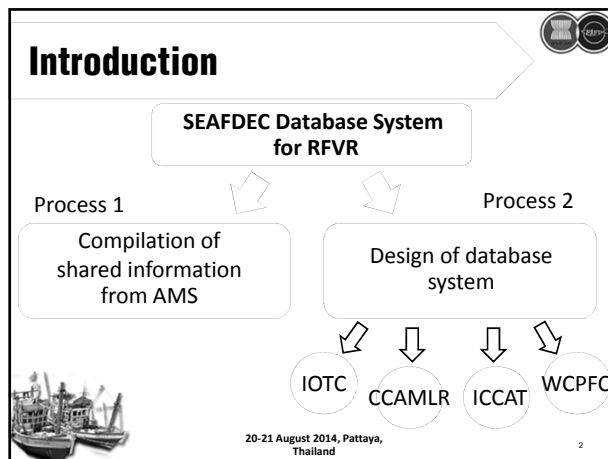 Introduction
SEAFDEC Database System
for RFVR
Process 1
Process 2
Compilation of
shared information
from AMS
Design of database
system
IOTC
CCAMLR
ICCAT
WCPFC
20-21 August 2014, Pattaya,
Thailand
2